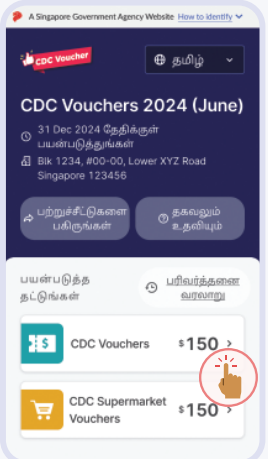 A Singapore Government Agency Website How to identify
CDC Voucher
தமிழ்
CDC Vouchers 2024 (June)
31 Dec 2024 தேதிக்குள்
பயன்படுத்துங்கள்
Blk 1234, #00-00, Lower XYZ Road
Singapore 123456
பற்றுச்சீட்டுகளை
பகிருங்கள்
தகவலும்
உதவியும்
பயன்படுத்த
தட்டுங்கள்
பரிவர்த்தனை
வரலாறு
CDC Vouchers $150
CDC Supermarket
Vouchers $150